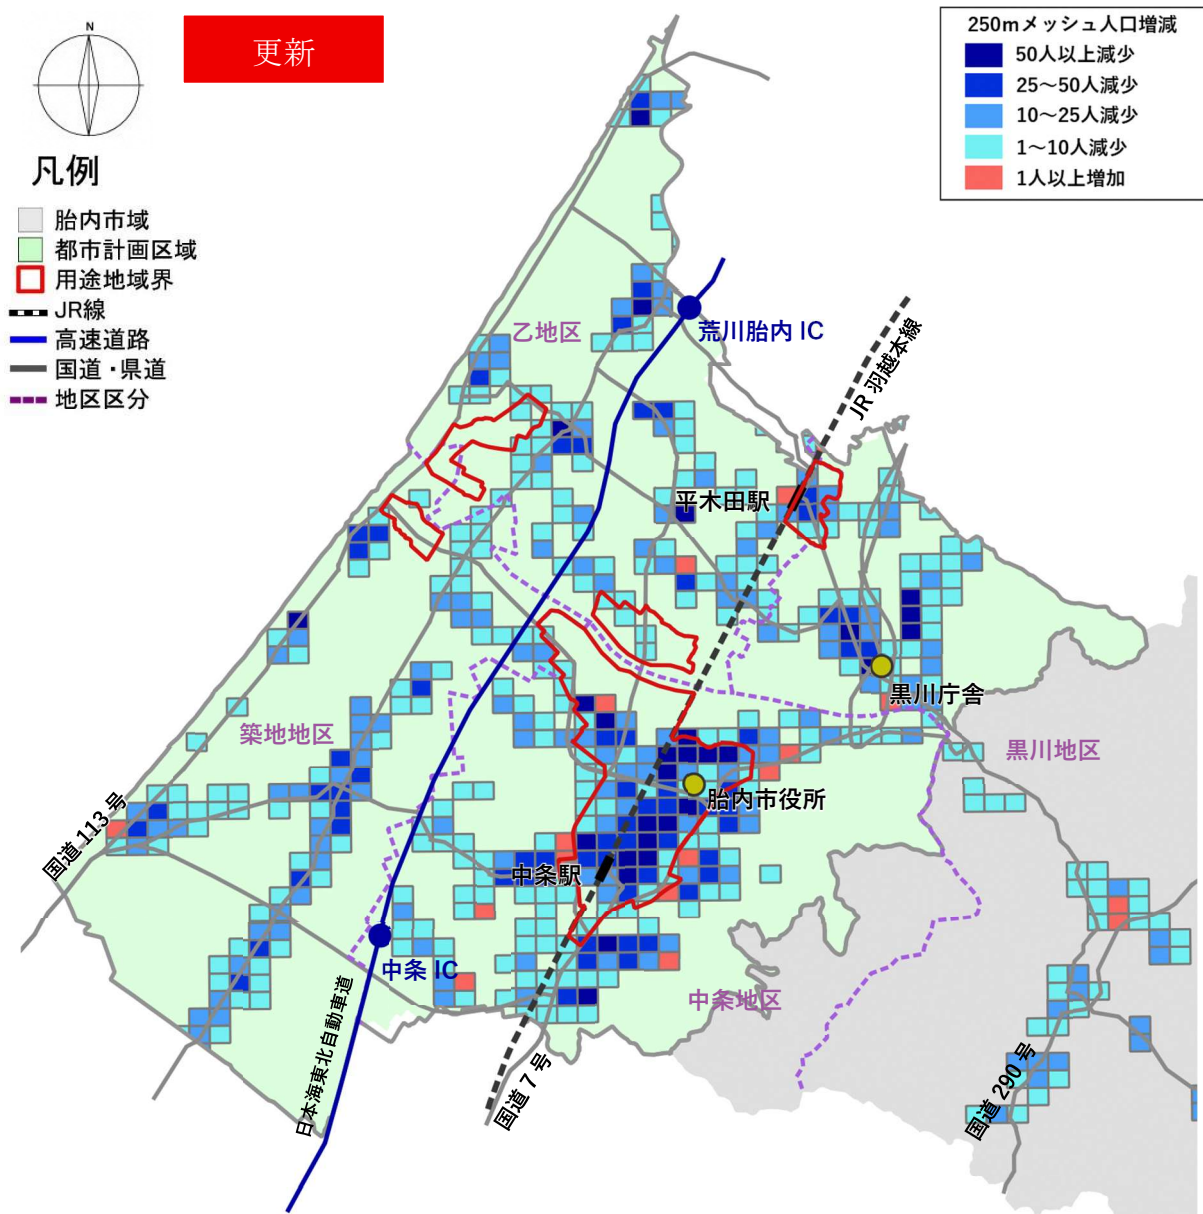 N
更新
凡例
胎内市域
都市計画区域
用途地域界
JR線
高速道路
国道・県道
地区区分
250mメッシュ人口増減
50人以上減少
25～50人減少
10～25人減少
1～10人減少
1人以上増加
乙地区
荒川胎内 IC
JR 羽越本線
平木田駅
黒川庁舎
築地地区
黒川地区
国道 113 号
胎内市役所
中条駅
中条 IC
中条地区
日本海東北自動車道
国道 7 号
国道 290 号